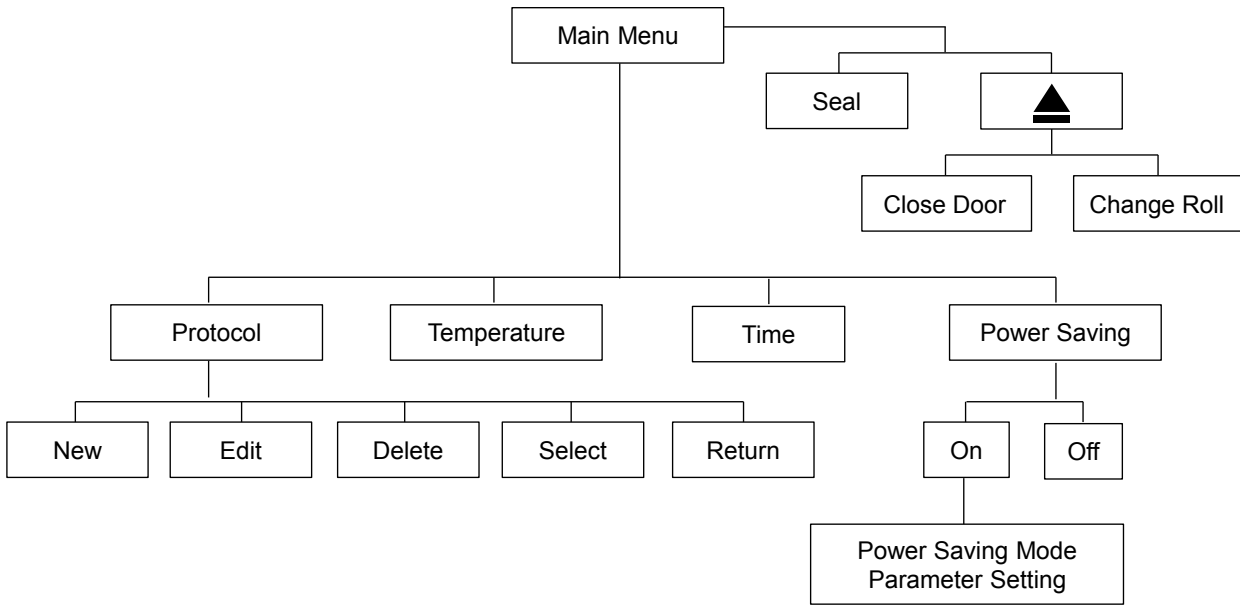 Main Menu
Seal
Close Door
Change Roll
Protocol
Temperature
Time
Power Saving
New
Edit
Delete
Select
Return
On
Off
Power Saving Mode
Parameter Setting